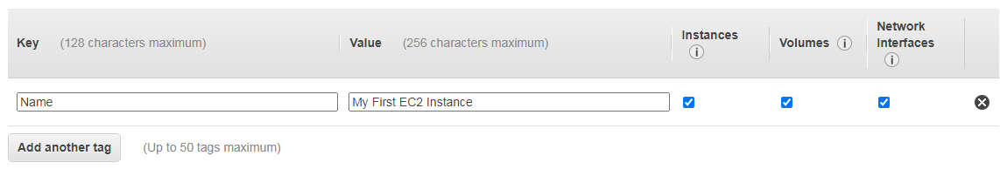 Key (128 characters maximum) Value (256 characters maximum) Instances Volumes Network Interfaces
Name My First EC2 Instance
Add another tag (Up to 50 tags maximum)